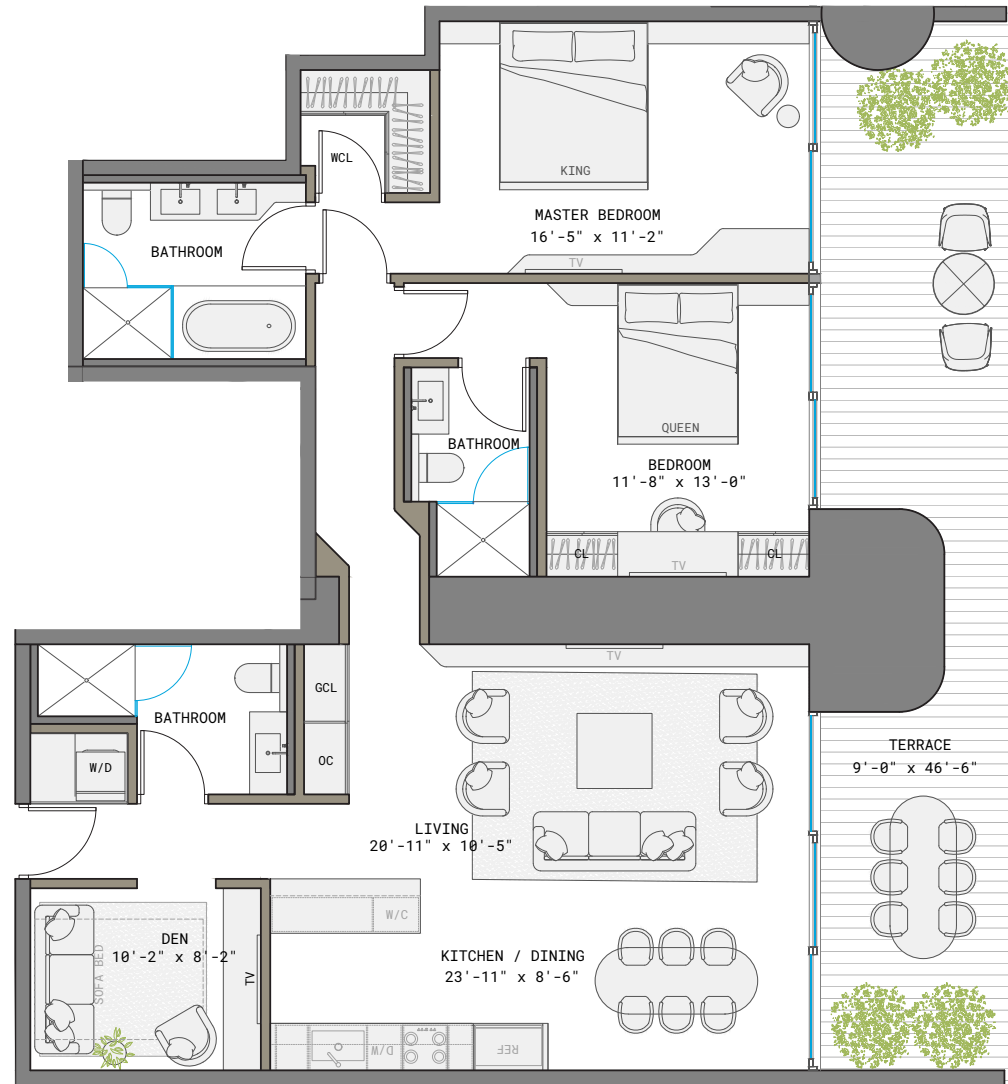 KING
WCL
MASTER BEDROOM
16'-5" x 11'-2"
BATHROOM
TV
QUEEN
BATHROOM
BEDROOM
11'-8" x 13'-0"
CL
TV
CL
TV
GCL
BATHROOM
OC
W/D
TERRACE
9'-0" x 46'-6"
LIVING
20'-11" x 10'-5"
W/C
DEN
10'-2" x 8'-2"
SOFA BED
TV
KITCHEN / DINING
23'-11" x 8'-6"
D/W
REF